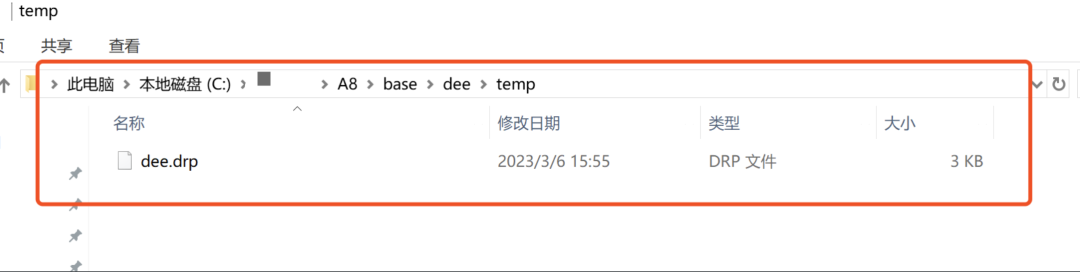 temp
共享 查看
此电脑 本地磁盘 (C:) A8 base dee temp
名称 修改日期 类型 大小
dee.drp 2023/3/6 15:55 DRP 文件 3 KB